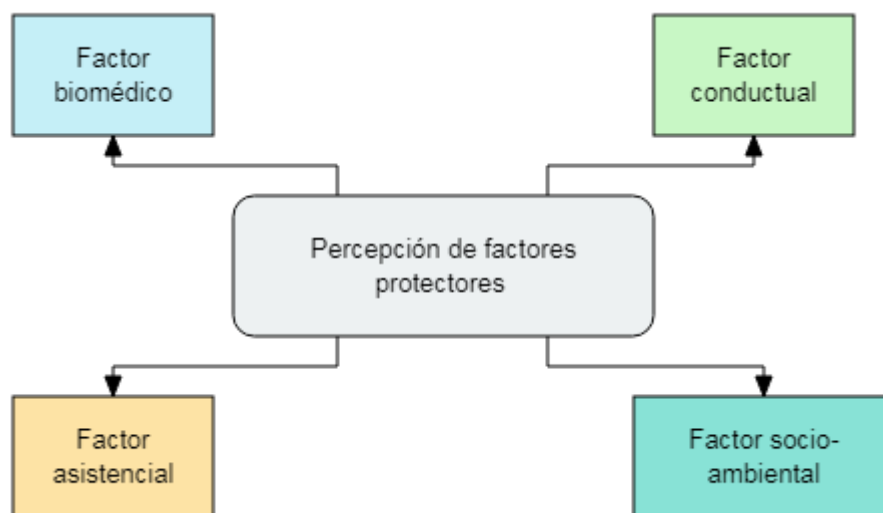 Factor
biomédico
Factor
conductual
Percepción de factores
protectores
Factor
asistencial
Factor socio-
ambiental